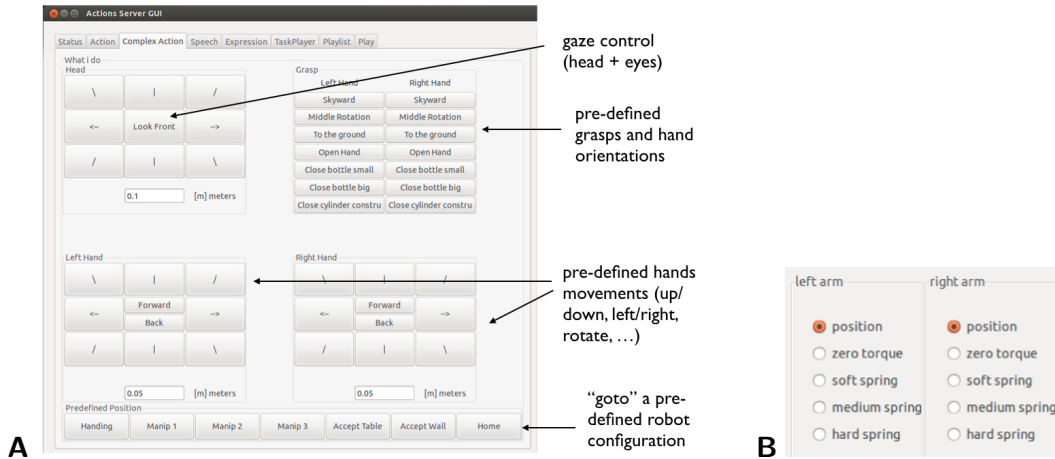 Actions Server GUI
Status Action Complex Action Speech Expression TaskPlayer Playlist Play
What i do
Head
\ | /
<-- Look Front -->
/ | \
0.1 [m] meters
Grasp
Left Hand Right Hand
Skyward Skyward
Middle Rotation Middle Rotation
To the ground To the ground
Open Hand Open Hand
Close bottle small Close bottle small
Close bottle big Close bottle big
Close cylinder constru Close cylinder constru
Left Hand
\ | /
<-- Forward -->
Back
/ | \
0.05 [m] meters
Right Hand
\ | /
<-- Forward -->
Back
/ | \
0.05 [m] meters
Predefined Position
Handing Manip 1 Manip 2 Manip 3 Accept Table Accept Wall Home
gaze control
(head + eyes)
pre-defined
grasps and hand
orientations
pre-defined hands
movements (up/
down, left/right,
rotate, …)
“goto” a pre-
defined robot
configuration
A
left arm
position
zero torque
soft spring
medium spring
hard spring
right arm
position
zero torque
soft spring
medium spring
hard spring
B